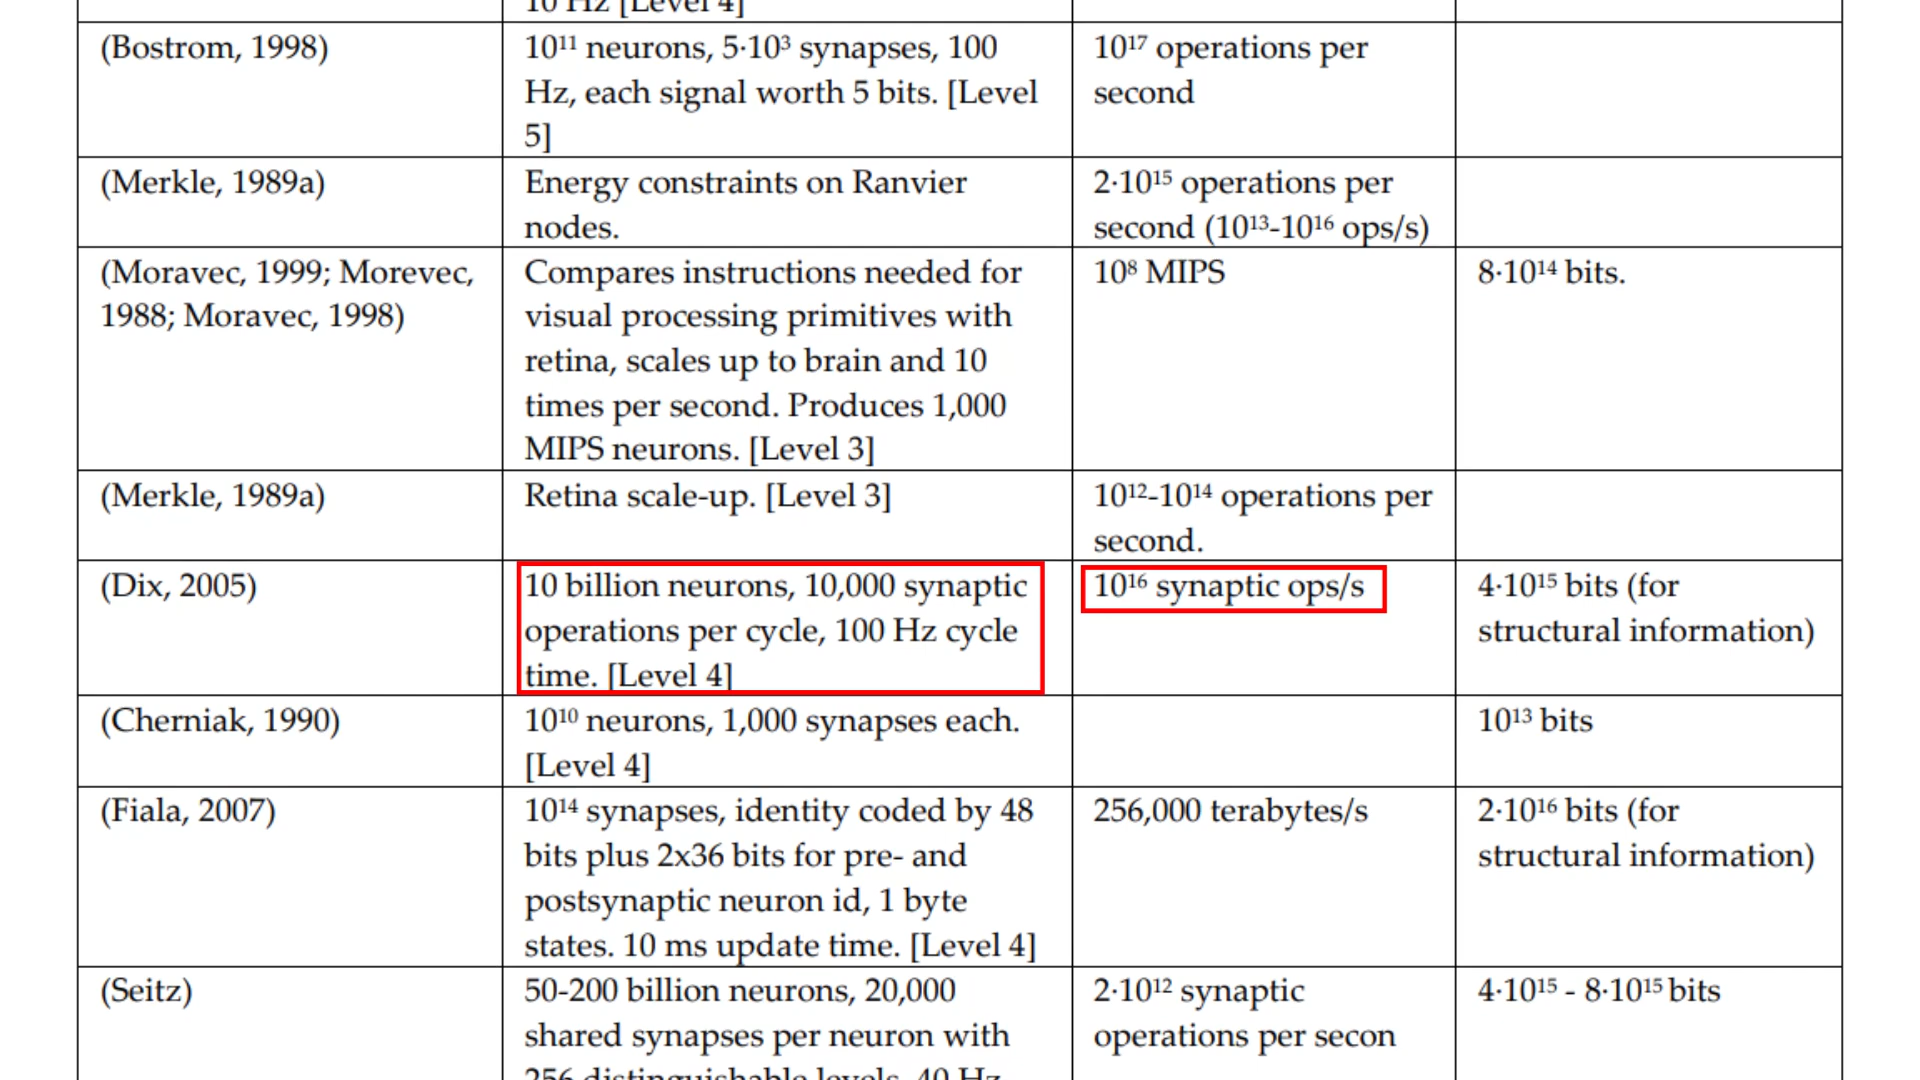 10 Hz [Level 4]
(Bostrom, 1998)
10¹¹ neurons, 5·10³ synapses, 100
Hz, each signal worth 5 bits. [Level
5]
10¹⁷ operations per
second
(Merkle, 1989a)
Energy constraints on Ranvier
nodes.
2·10¹⁵ operations per
second (10¹³-10¹⁶ ops/s)
(Moravec, 1999; Morevec,
1988; Moravec, 1998)
Compares instructions needed for
visual processing primitives with
retina, scales up to brain and 10
times per second. Produces 1,000
MIPS neurons. [Level 3]
10⁸ MIPS
8·10¹⁴ bits.
(Merkle, 1989a)
Retina scale-up. [Level 3]
10¹²-10¹⁴ operations per
second.
(Dix, 2005)
10 billion neurons, 10,000 synaptic
operations per cycle, 100 Hz cycle
time. [Level 4]
10¹⁶ synaptic ops/s
4·10¹⁵ bits (for
structural information)
(Cherniak, 1990)
10¹⁰ neurons, 1,000 synapses each.
[Level 4]
10¹³ bits
(Fiala, 2007)
10¹⁴ synapses, identity coded by 48
bits plus 2x36 bits for pre- and
postsynaptic neuron id, 1 byte
states. 10 ms update time. [Level 4]
256,000 terabytes/s
2·10¹⁶ bits (for
structural information)
(Seitz)
50-200 billion neurons, 20,000
shared synapses per neuron with
256 distinguishable levels, 40 Hz
2·10¹² synaptic
operations per secon
4·10¹⁵ - 8·10¹⁵ bits